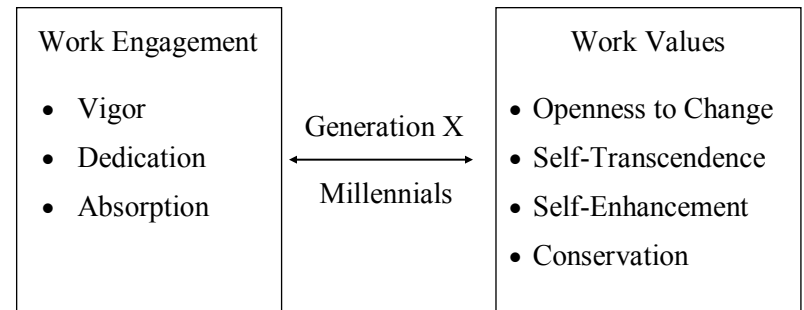 Work Engagement
• Vigor
• Dedication
• Absorption
Generation X
Millennials
Work Values
• Openness to Change
• Self-Transcendence
• Self-Enhancement
• Conservation